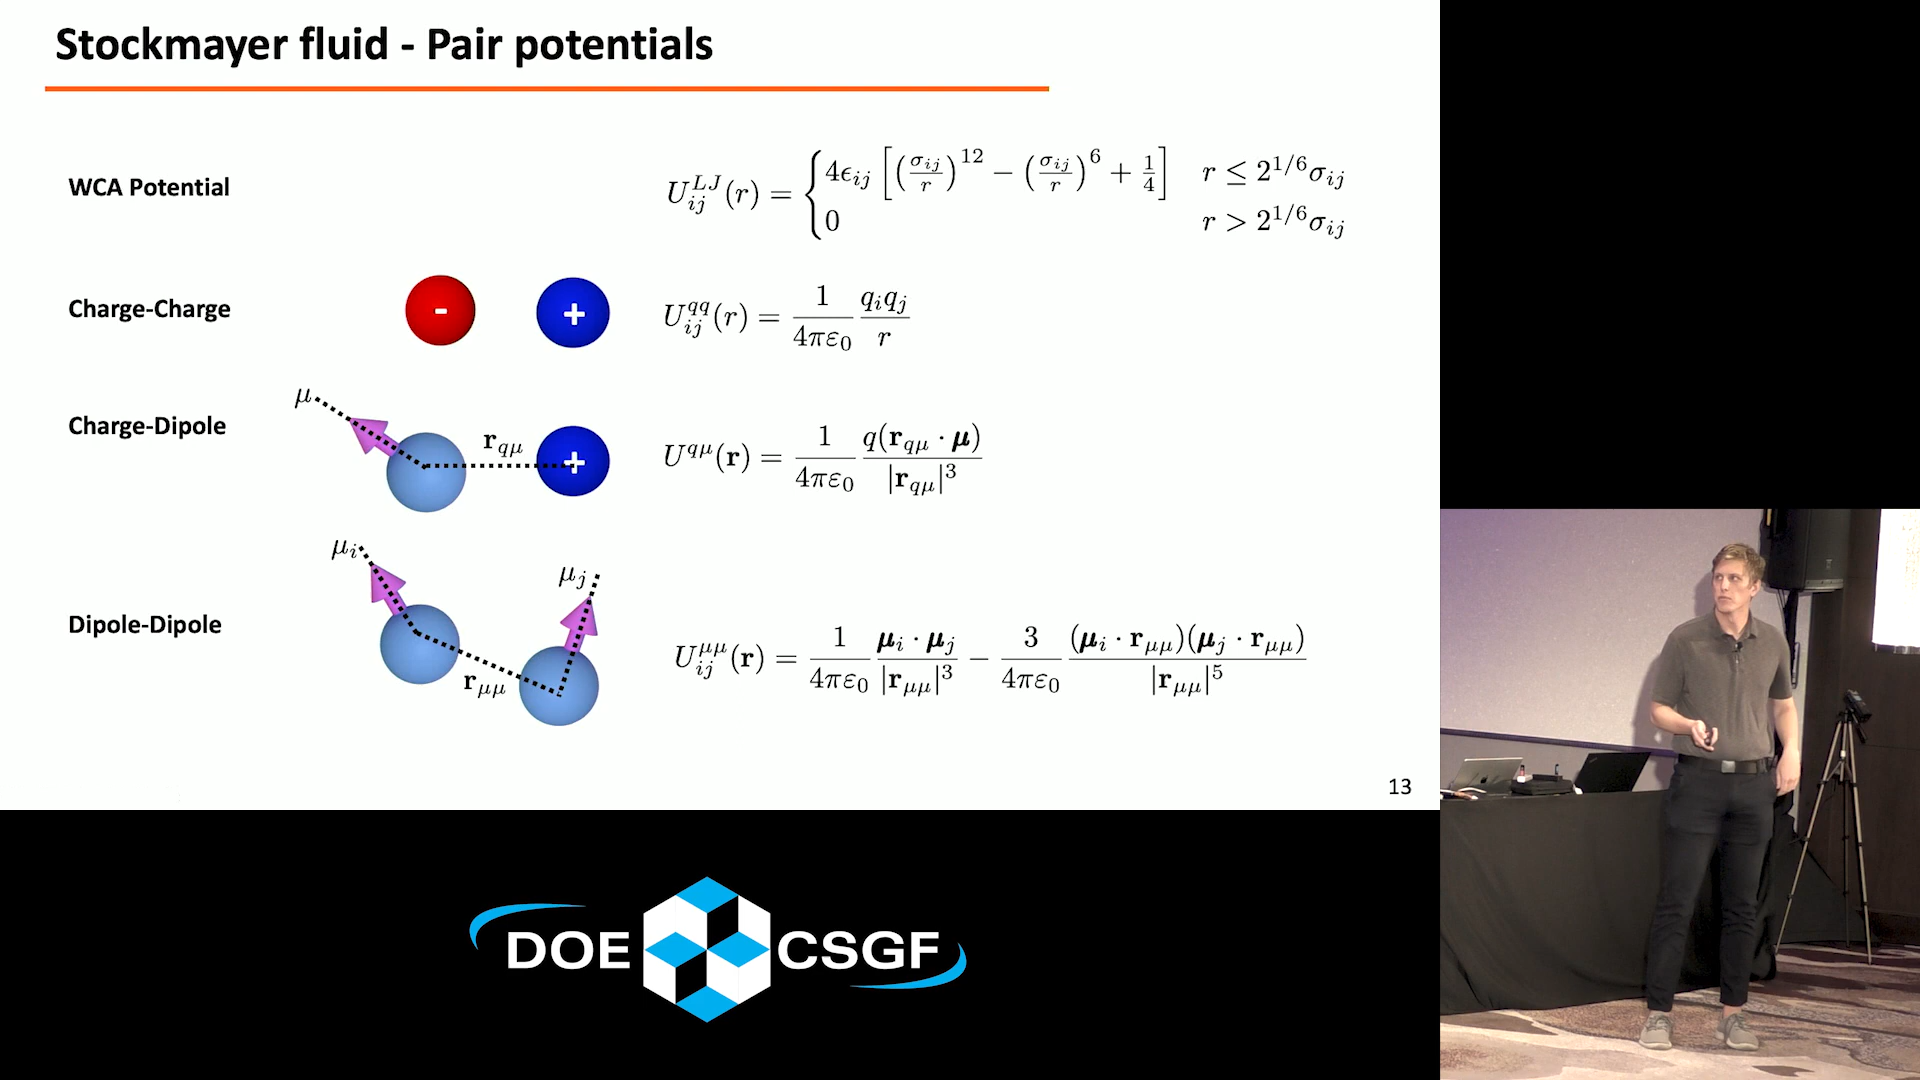 Stockmayer fluid - Pair potentials
WCA Potential
U_{ij}^{LJ}(r) = { 4ϵ_{ij} [ (σ_{ij}/r)^{12} − (σ_{ij}/r)^{6} + 1/4 ]   r ≤ 2^{1/6}σ_{ij}
0   r > 2^{1/6}σ_{ij}
Charge-Charge
- +
U_{ij}^{qq}(r) = 1/(4πε_0) q_i q_j / r
Charge-Dipole
μ
r_{qμ}
+
U^{qμ}(r) = 1/(4πε_0) q(r_{qμ} · μ) / |r_{qμ}|^3
Dipole-Dipole
μ_i
μ_j
r_{μμ}
U_{ij}^{μμ}(r) = 1/(4πε_0) μ_i · μ_j / |r_{μμ}|^3 − 3/(4πε_0) (μ_i · r_{μμ})(μ_j · r_{μμ}) / |r_{μμ}|^5
13
DOE CSGF